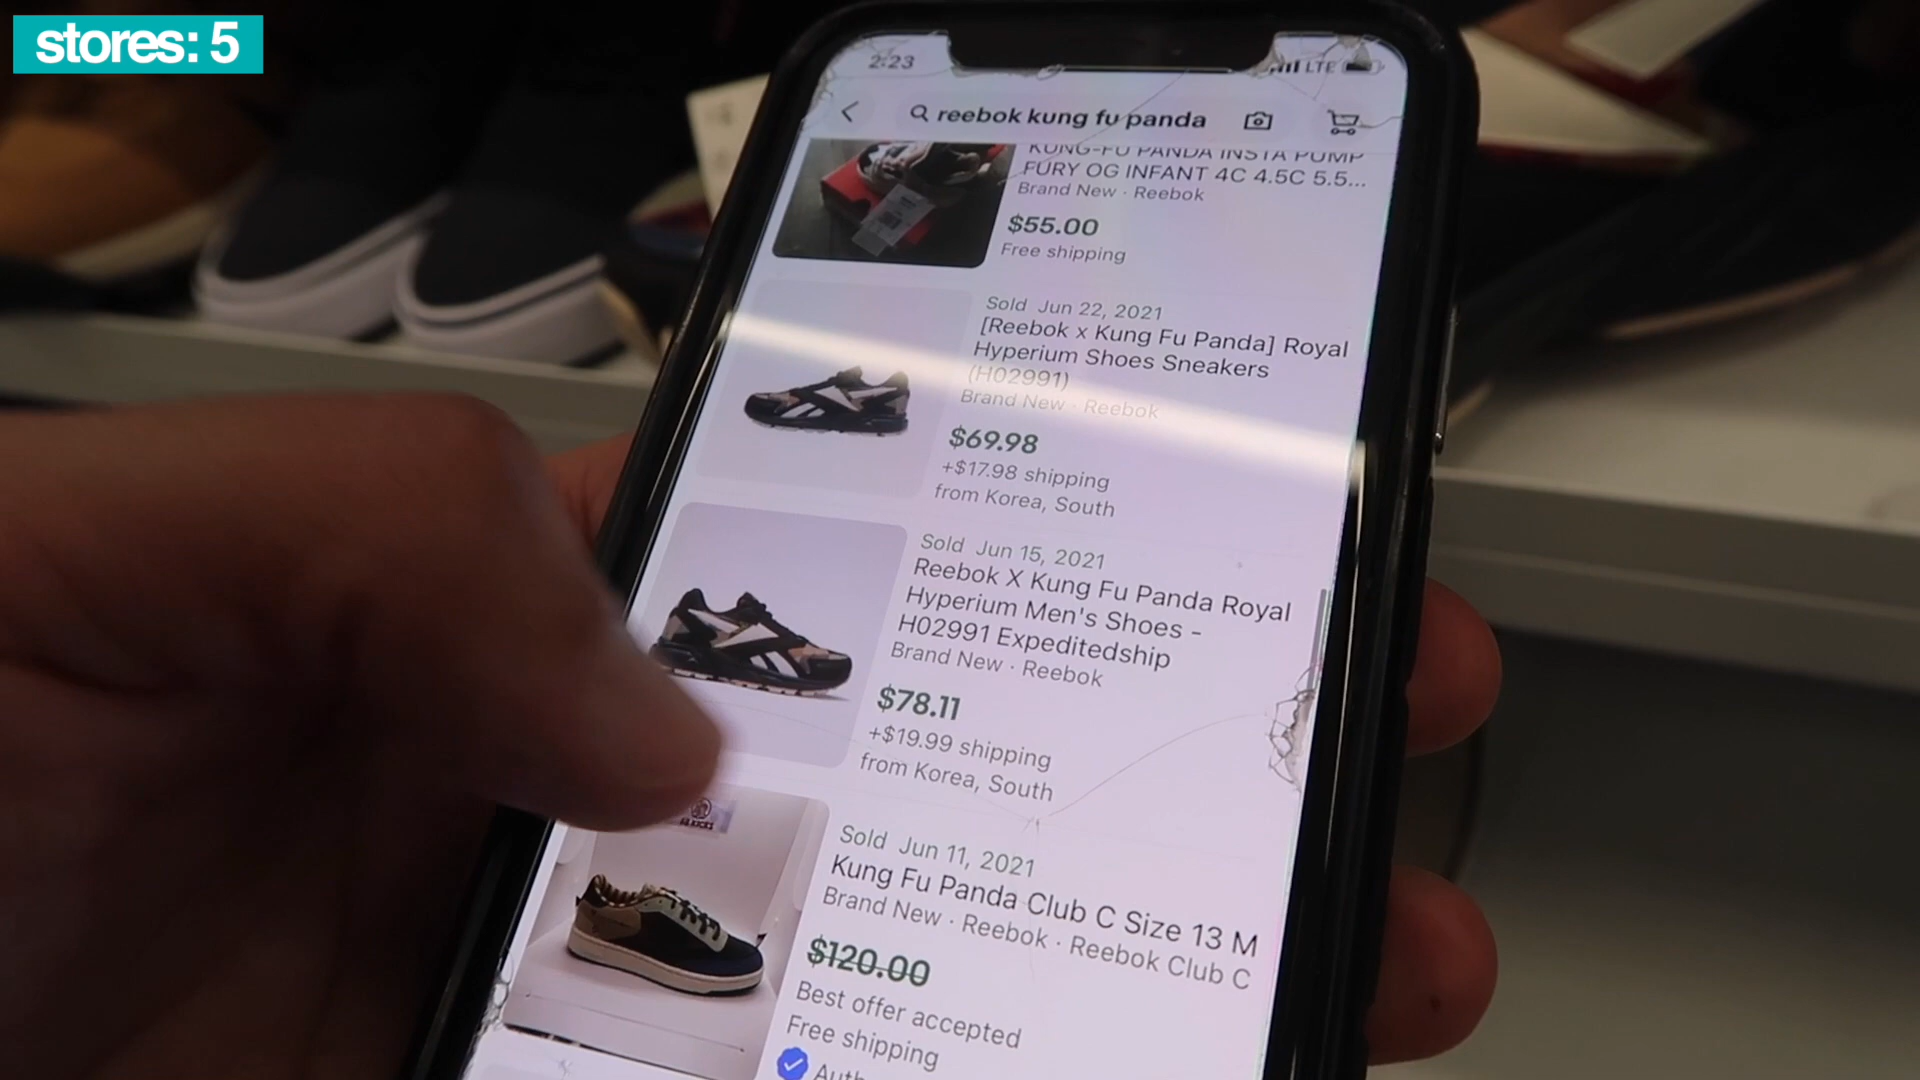 stores: 5
2:23
LTE
reebok kung fu panda
KUNG-FU PANDA INSTA PUMP
FURY OG INFANT 4C 4.5C 5.5...
Brand New · Reebok
$55.00
Free shipping
Sold Jun 22, 2021
[Reebok x Kung Fu Panda] Royal
Hyperium Shoes Sneakers
(H02991)
Brand New · Reebok
$69.98
+$17.98 shipping
from Korea, South
Sold Jun 15, 2021
Reebok X Kung Fu Panda Royal
Hyperium Men's Shoes -
H02991 Expeditedship
Brand New · Reebok
$78.11
+$19.99 shipping
from Korea, South
Sold Jun 11, 2021
Kung Fu Panda Club C Size 13 M
Brand New · Reebok · Reebok Club C
$120.00
Best offer accepted
Free shipping